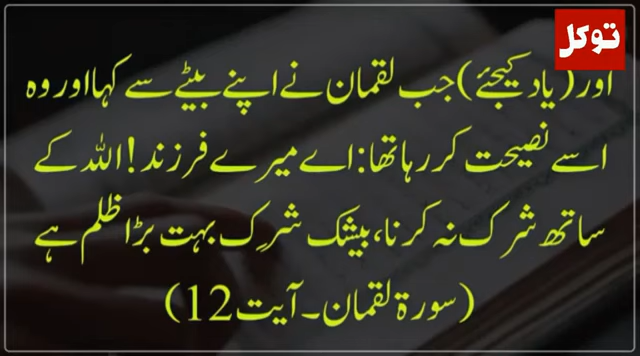 توکل
اور (یاد کیجئے) جب لقمان نے اپنے بیٹے سے کہا اور وہ
اسے نصیحت کر رہا تھا: اے میرے فرزند! اللہ کے
ساتھ شرک نہ کرنا، بیشک شرک بہت بڑا ظلم ہے
(سورۃ لقمان۔ آیت 12)